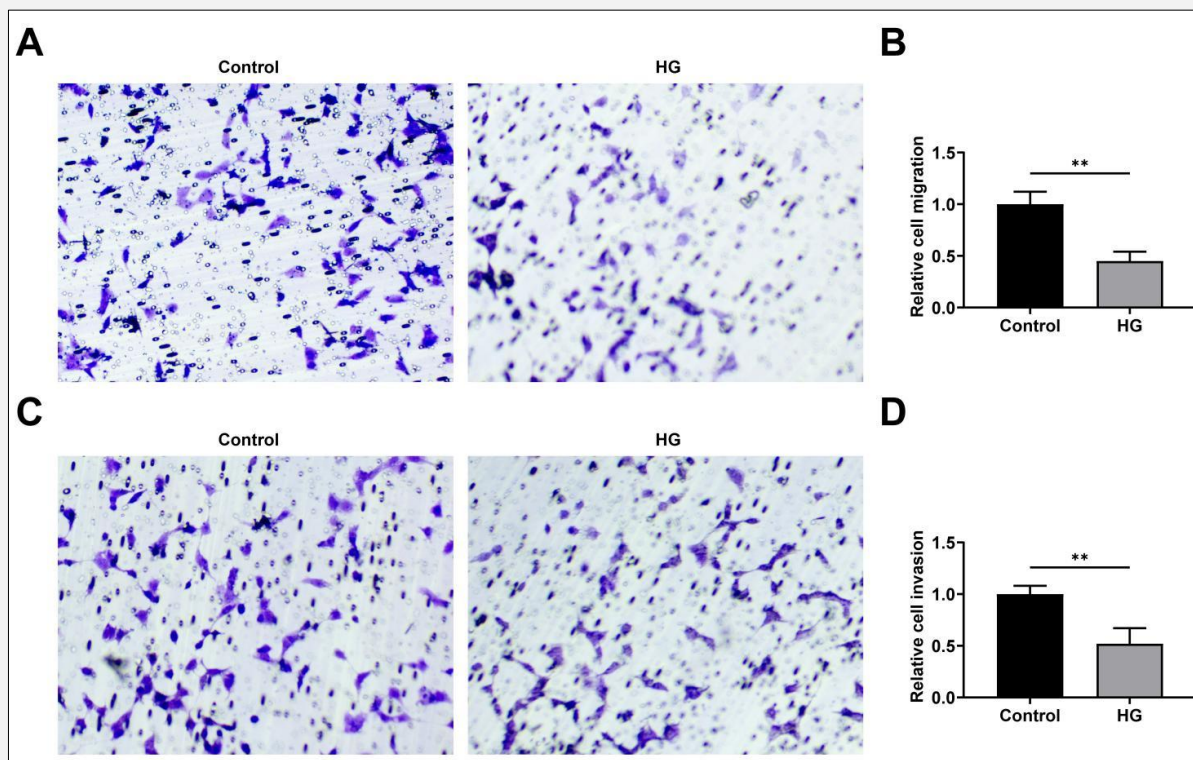 A
Control
HG
B
1.5
1.0
0.5
0.0
Relative cell migration
**
Control
HG
C
Control
HG
D
1.5
1.0
0.5
0.0
Relative cell invasion
**
Control
HG